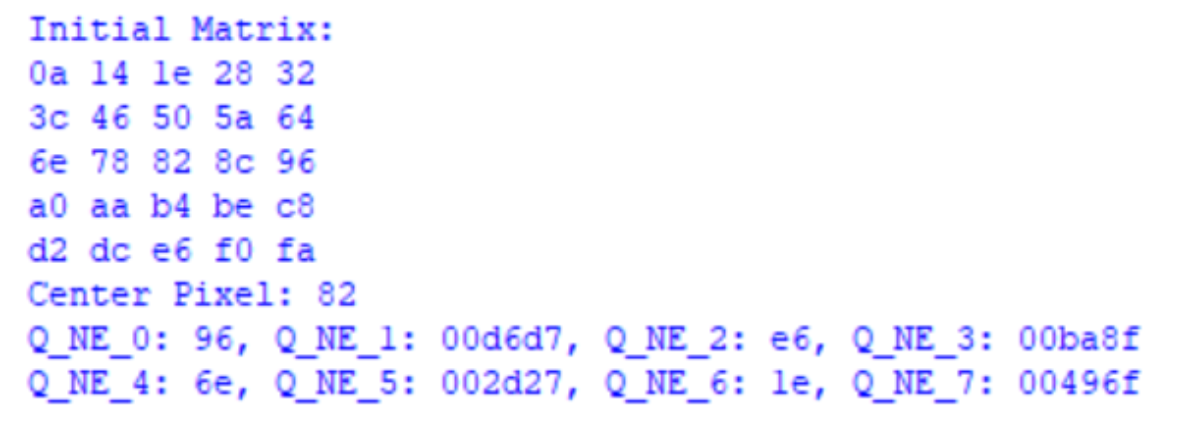 Initial Matrix:
0a 14 1e 28 32
3c 46 50 5a 64
6e 78 82 8c 96
a0 aa b4 be c8
d2 dc e6 f0 fa
Center Pixel: 82
Q_NE_0: 96, Q_NE_1: 00d6d7, Q_NE_2: e6, Q_NE_3: 00ba8f
Q_NE_4: 6e, Q_NE_5: 002d27, Q_NE_6: 1e, Q_NE_7: 00496f